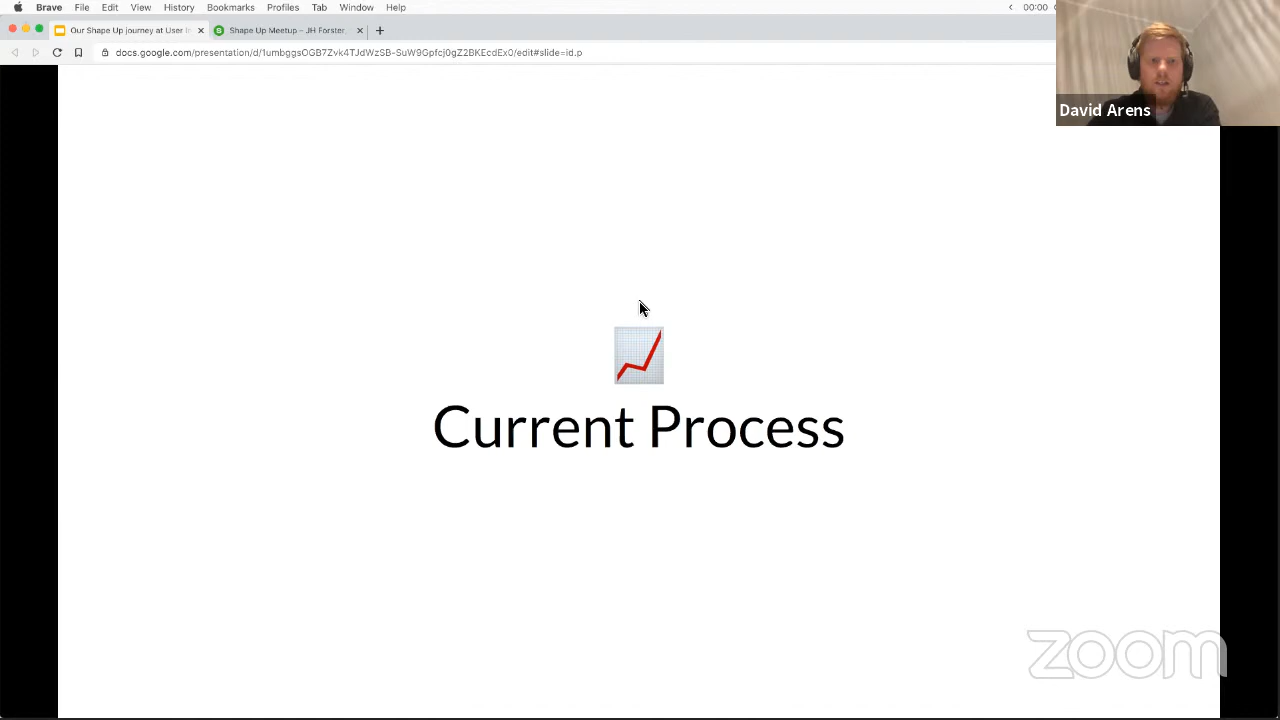 Brave File Edit View History Bookmarks Profiles Tab Window Help 00:00
Our Shape Up journey at User In
Shape Up Meetup – JH Forster,
docs.google.com/presentation/d/1umbggsOGB7Zvk4TJdWzSB-SuW9Gpfcj0gZ2BKEcdEx0/edit#slide=id.p
David Arens
Current Process
zoom